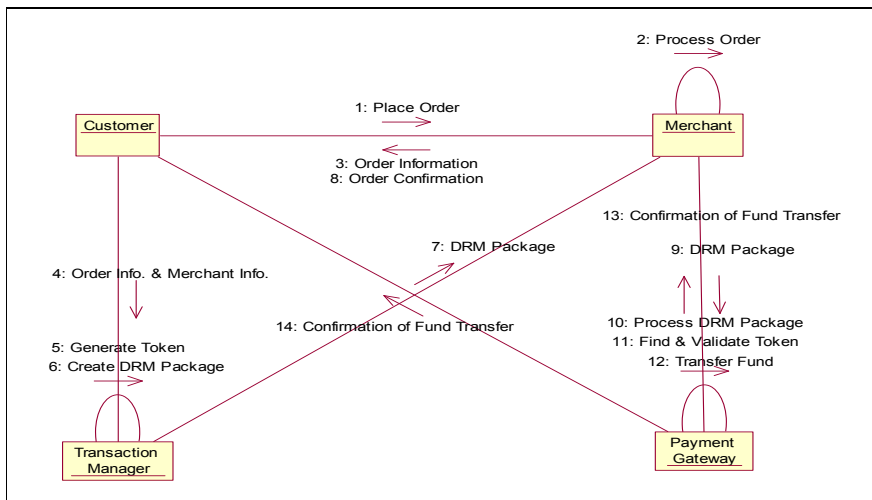 2: Process Order
1: Place Order
Customer
Merchant
3: Order Information
8: Order Confirmation
13: Confirmation of Fund Transfer
7: DRM Package
9: DRM Package
4: Order Info. & Merchant Info.
14: Confirmation of Fund Transfer
10: Process DRM Package
11: Find & Validate Token
12: Transfer Fund
5: Generate Token
6: Create DRM Package
Transaction
Manager
Payment
Gateway